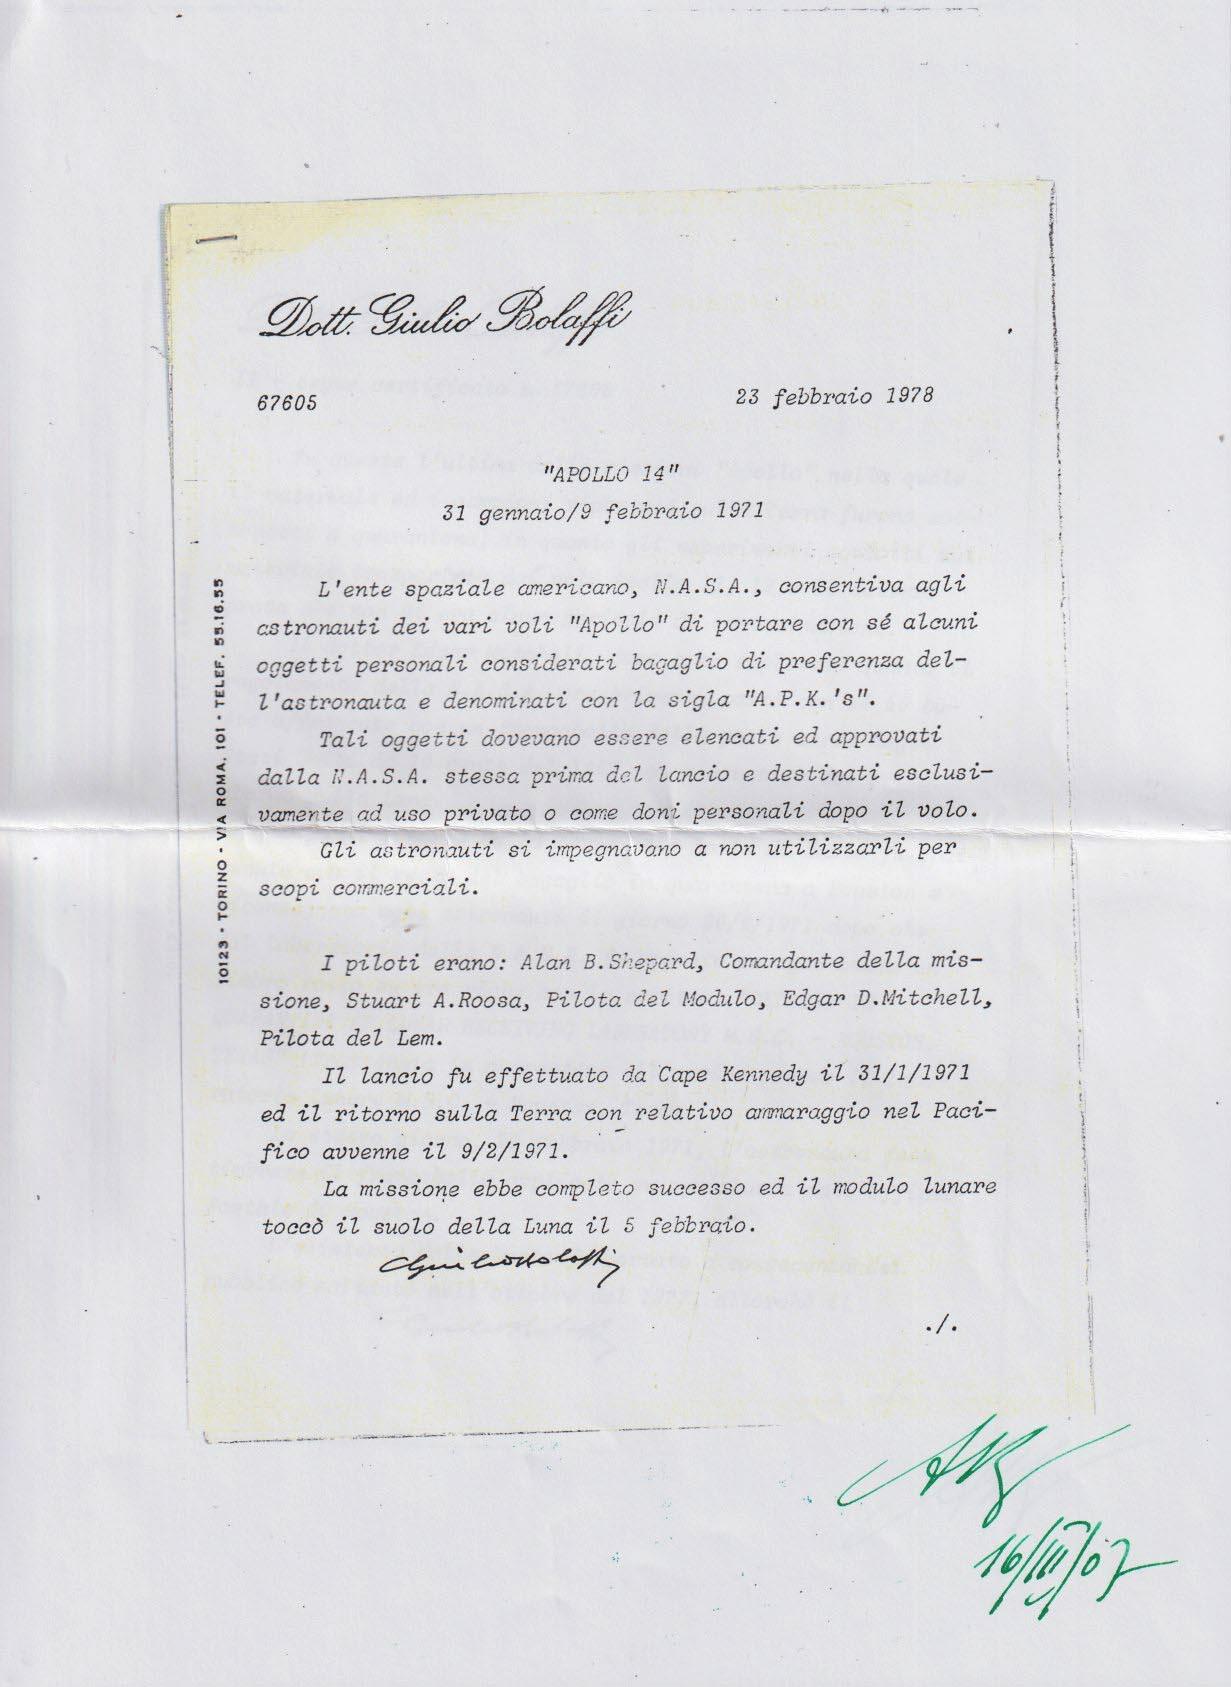 Dott. Giulio Bolaffi
67605
23 febbraio 1978
"APOLLO 14"
31 gennaio/9 febbraio 1971
L'ente spaziale americano, N.A.S.A., consentiva agli
astronauti dei vari voli "Apollo" di portare con sé alcuni
oggetti personali considerati bagaglio di preferenza del-
l'astronauta e denominati con la sigla "A.P.K.'s".
Tali oggetti dovevano essere elencati ed approvati
dalla N.A.S.A. stessa prima del lancio e destinati esclusi-
vamente ad uso privato o come doni personali dopo il volo.
Gli astronauti si impegnavano a non utilizzarli per
scopi commerciali.
I piloti erano: Alan B.Shepard, Comandante della mis-
sione, Stuart A.Roosa, Pilota del Modulo, Edgar D.Mitchell,
Pilota del Lem.
Il lancio fu effettuato da Cape Kennedy il 31/1/1971
ed il ritorno sulla Terra con relativo ammaraggio nel Paci-
fico avvenne il 9/2/1971.
La missione ebbe completo successo ed il modulo lunare
toccò il suolo della Luna il 5 febbraio.
Giulio Bolaffi
./.
10123 - TORINO - VIA ROMA, 101 - TELEF. 55.16.55
16/III/07